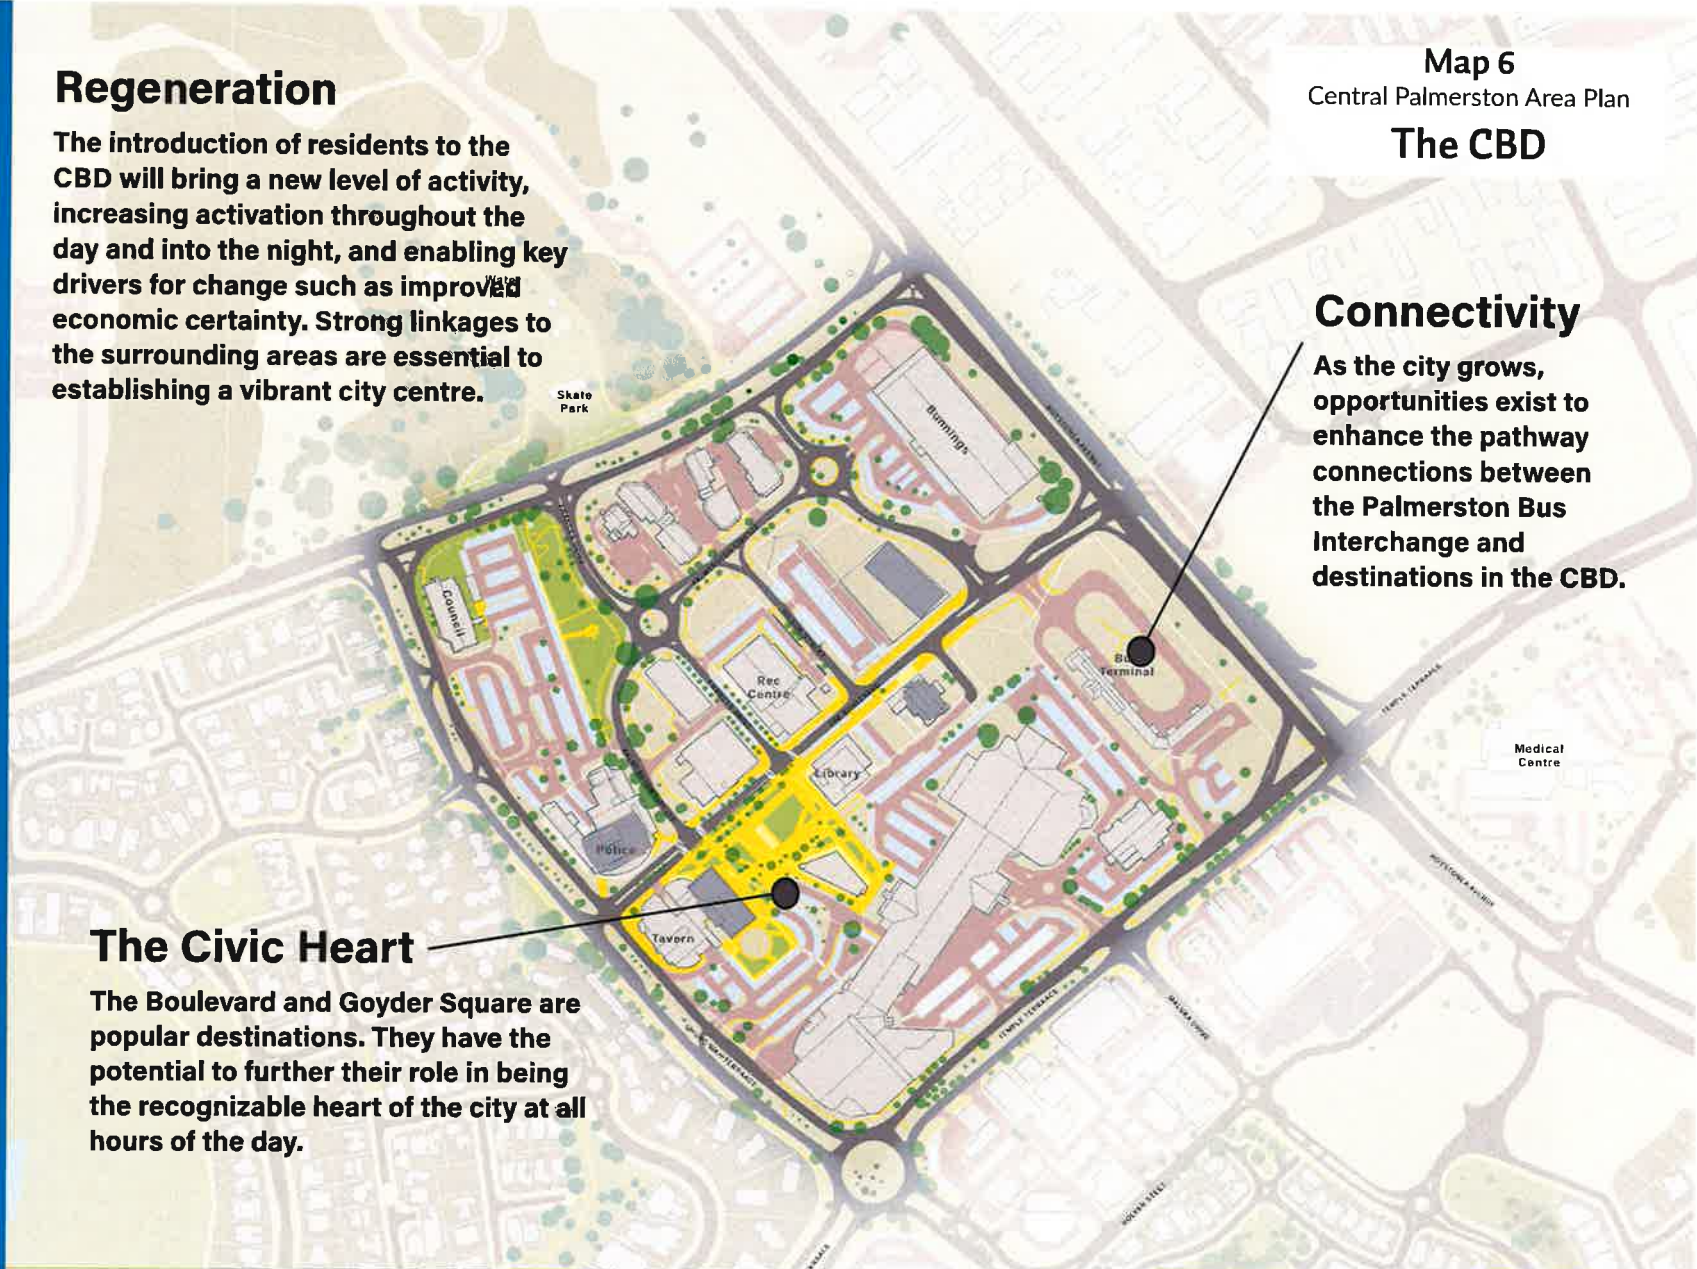 Regeneration
The introduction of residents to the
CBD will bring a new level of activity,
increasing activation throughout the
day and into the night, and enabling key
drivers for change such as improved
economic certainty. Strong linkages to
the surrounding areas are essential to
establishing a vibrant city centre.
Water
Skate
Park
Map 6
Central Palmerston Area Plan
The CBD
Connectivity
As the city grows,
opportunities exist to
enhance the pathway
connections between
the Palmerston Bus
Interchange and
destinations in the CBD.
Bunnings
Council
Rec
Centre
Terminal
Library
Police
Tavern
Medical
Centre
TEMPLE TERRACE
TEMPLE TERRACE
The Civic Heart
The Boulevard and Goyder Square are
popular destinations. They have the
potential to further their role in being
the recognizable heart of the city at all
hours of the day.